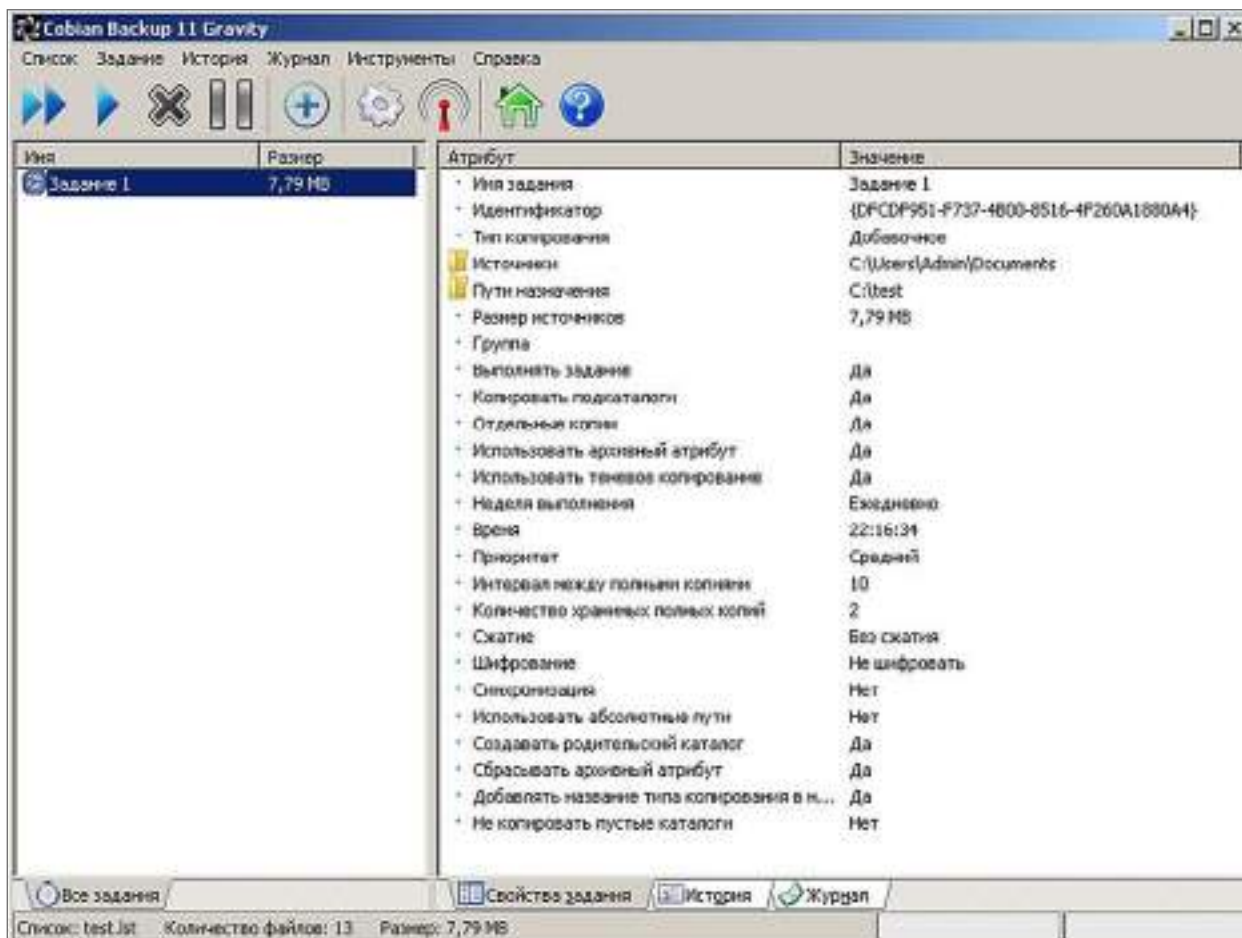 Cobian Backup 11 Gravity
Список Задание История Журнал Инструменты Справка
Имя Размер
Задание 1 7,79 MB
Атрибут Значение
Имя задания Задание 1
Идентификатор {DFCDF951-F737-4B00-8516-4F260A1880A4}
Тип копирования Добавочное
Источники C:\Users\Admin\Documents
Пути назначения C:\test
Размер источников 7,79 MB
Группа
Выполнять задание Да
Копировать подкаталоги Да
Отдельные копии Да
Использовать архивный атрибут Да
Использовать теневое копирование Да
Неделя выполнения Ежедневно
Время 22:16:34
Приоритет Средний
Интервал между полными копиями 10
Количество хранимых полных копий 2
Сжатие Без сжатия
Шифрование Не шифровать
Синхронизация Нет
Использовать абсолютные пути Нет
Создавать родительский каталог Да
Сбрасывать архивный атрибут Да
Добавлять название типа копирования в н... Да
Не копировать пустые каталоги Нет
Все задания
Свойства задания История Журнал
Список: test.lst Количество файлов: 13 Размер: 7,79 MB